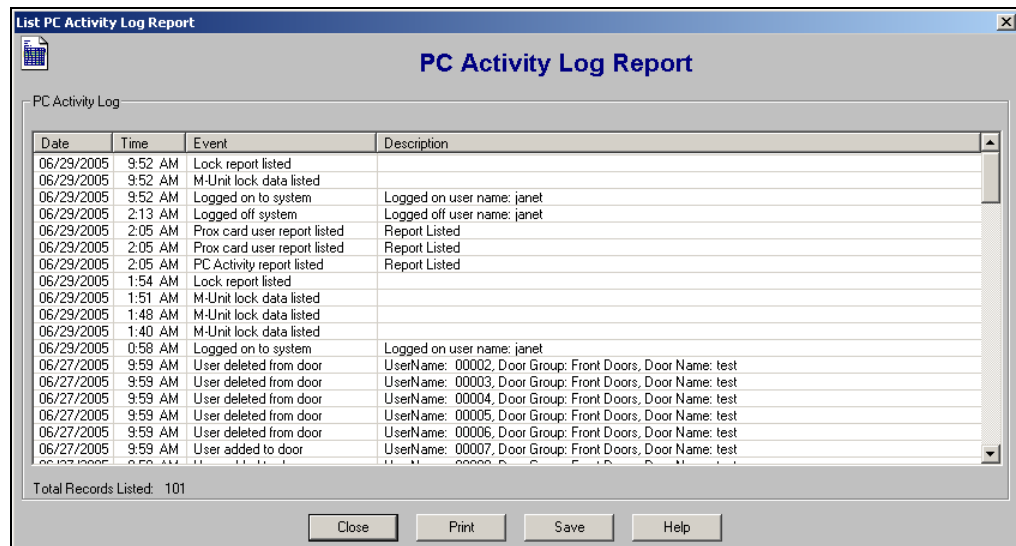 List PC Activity Log Report
PC Activity Log Report
PC Activity Log
Date Time Event Description
06/29/2005 9:52 AM Lock report listed
06/29/2005 9:52 AM M-Unit lock data listed
06/29/2005 9:52 AM Logged on to system Logged on user name: janet
06/29/2005 2:13 AM Logged off system Logged off user name: janet
06/29/2005 2:05 AM Prox card user report listed Report Listed
06/29/2005 2:05 AM Prox card user report listed Report Listed
06/29/2005 2:05 AM PC Activity report listed Report Listed
06/29/2005 1:54 AM Lock report listed
06/29/2005 1:51 AM M-Unit lock data listed
06/29/2005 1:48 AM M-Unit lock data listed
06/29/2005 1:40 AM M-Unit lock data listed
06/29/2005 0:58 AM Logged on to system Logged on user name: janet
06/27/2005 9:59 AM User deleted from door UserName: 00002, Door Group: Front Doors, Door Name: test
06/27/2005 9:59 AM User deleted from door UserName: 00003, Door Group: Front Doors, Door Name: test
06/27/2005 9:59 AM User deleted from door UserName: 00004, Door Group: Front Doors, Door Name: test
06/27/2005 9:59 AM User deleted from door UserName: 00005, Door Group: Front Doors, Door Name: test
06/27/2005 9:59 AM User deleted from door UserName: 00006, Door Group: Front Doors, Door Name: test
06/27/2005 9:59 AM User added to door UserName: 00007, Door Group: Front Doors, Door Name: test
Total Records Listed: 101
Close Print Save Help